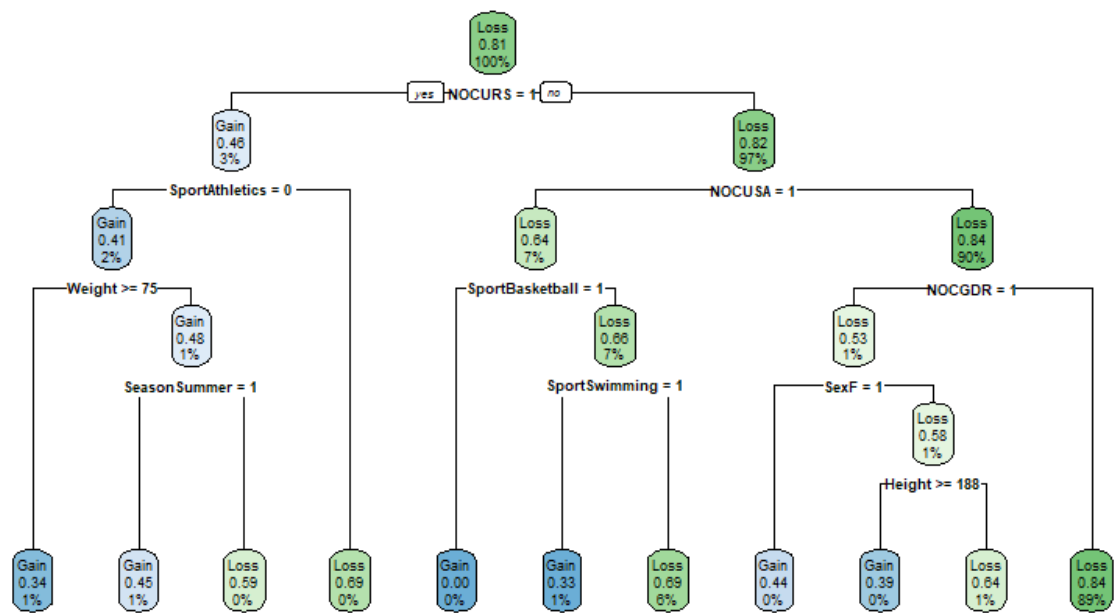 Loss
0.81
100%
yes NOCURS = 1 no
Gain
0.46
3%
Loss
0.82
97%
SportAthletics = 0
NOCUSA = 1
Gain
0.41
2%
Loss
0.64
7%
Loss
0.84
90%
Weight >= 75
SportBasketball = 1
NOCGDR = 1
Gain
0.48
1%
Loss
0.66
7%
Loss
0.53
1%
SeasonSummer = 1
SportSwimming = 1
SexF = 1
Loss
0.58
1%
Height >= 188
Gain
0.34
1%
Gain
0.45
1%
Loss
0.59
0%
Loss
0.69
0%
Gain
0.00
0%
Gain
0.33
1%
Loss
0.69
6%
Gain
0.44
0%
Gain
0.39
0%
Loss
0.64
1%
Loss
0.84
89%